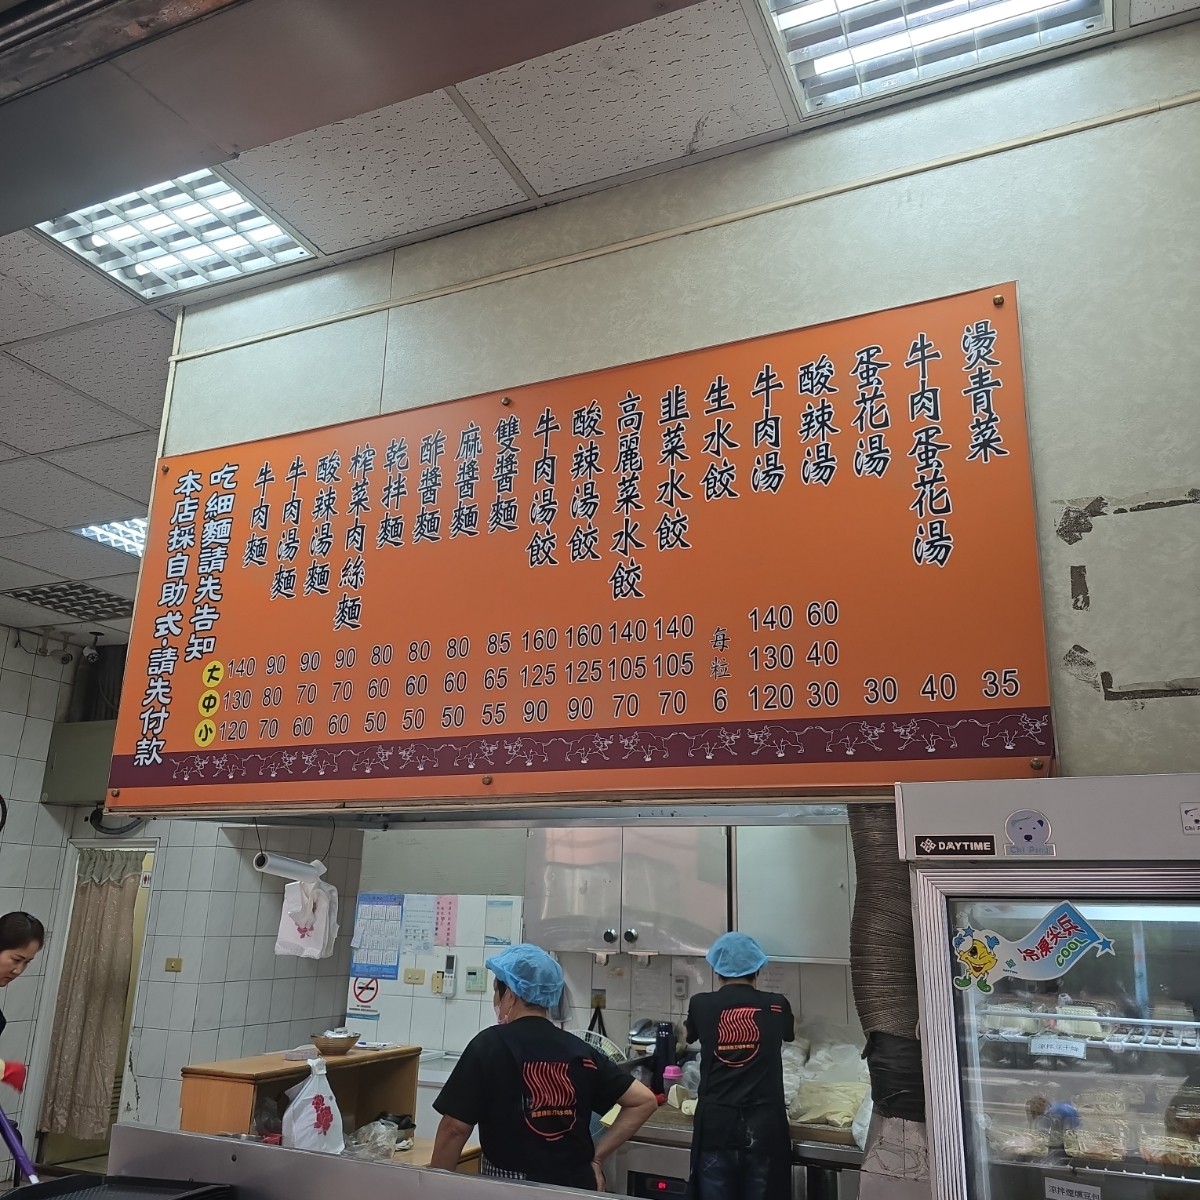 本店採自助式·請先付款
吃細麵請先告知
牛肉麵
牛肉湯麵
酸辣湯麵
榨菜肉絲麵
乾拌麵
酢醬麵
麻醬麵
雙醬麵
牛肉湯餃
酸辣湯餃
高麗菜水餃
韭菜水餃
生水餃
牛肉湯
酸辣湯
蛋花湯
牛肉蛋花湯
燙青菜
大 140 90 90 90 80 80 80 85 160 160 140 140 140 60
中 130 80 70 70 60 60 60 65 125 125 105 105 130 40
每粒
小 120 70 60 60 50 50 50 55 90 90 70 70 6 120 30 30 40 35
DAYTIME
冷凍尖兵
COOL